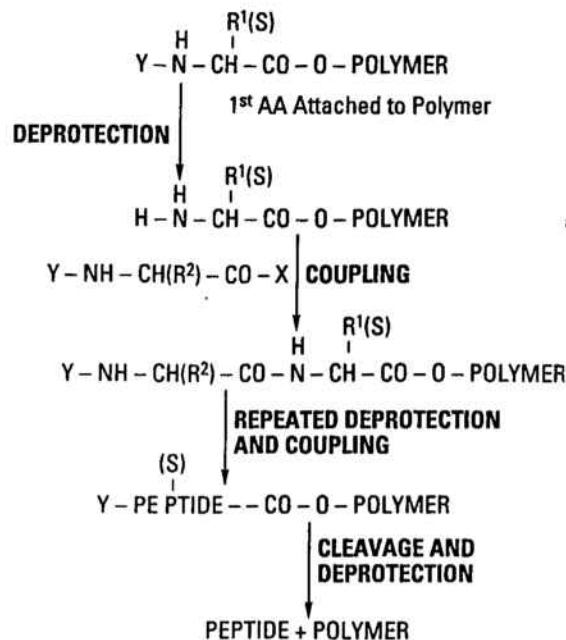 H R¹(S)
Y – N – CH – CO – O – POLYMER
1st AA Attached to Polymer
DEPROTECTION
R¹(S)
H
H – N – CH – CO – O – POLYMER
Y – NH – CH(R²) – CO – X COUPLING
R¹(S)
H
Y – NH – CH(R²) – CO – N – CH – CO – O – POLYMER
REPEATED DEPROTECTION
AND COUPLING
(S)
Y – PE PTIDE – – CO – O – POLYMER
CLEAVAGE AND
DEPROTECTION
PEPTIDE + POLYMER